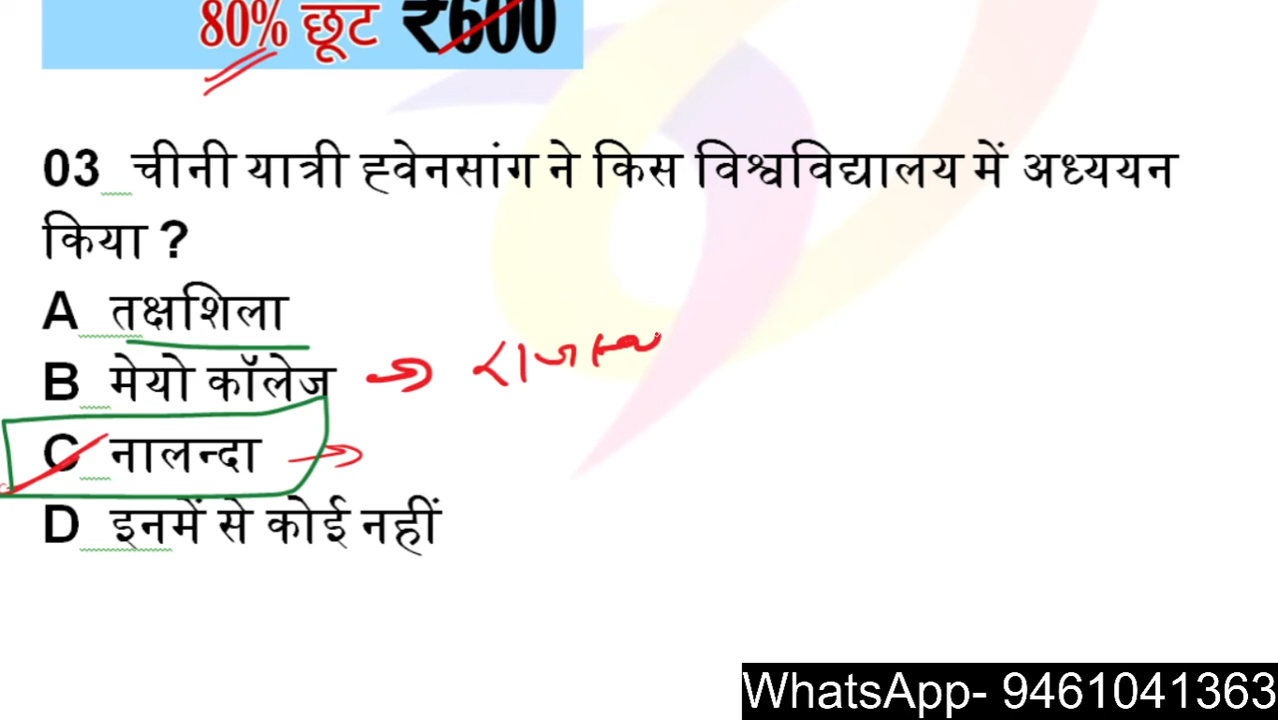 80% छूट ₹600
03 चीनी यात्री ह्वेनसांग ने किस विश्वविद्यालय में अध्ययन
किया ?
A तक्षशिला
B मेयो कॉलेज
C नालन्दा
D इनमें से कोई नहीं
WhatsApp- 9461041363